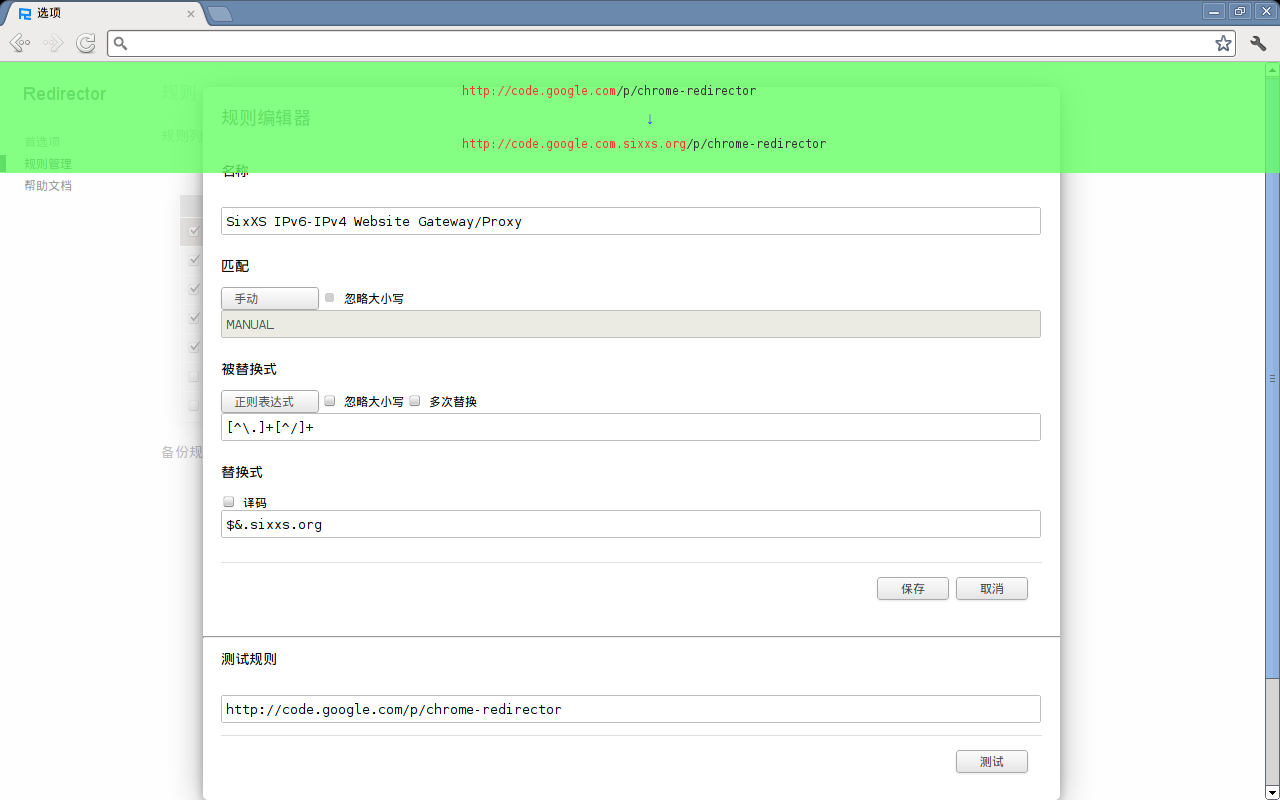 选项
http://code.google.com/p/chrome-redirector
↓
http://code.google.com.sixxs.org/p/chrome-redirector
Redirector
首选项
规则管理
帮助文档
规则
规则列
备份规
规则编辑器
名称
SixXS IPv6-IPv4 Website Gateway/Proxy
匹配
手动 忽略大小写
MANUAL
被替换式
正则表达式 忽略大小写 多次替换
[^\.]+[^/]+
替换式
译码
$&.sixxs.org
保存 取消
测试规则
http://code.google.com/p/chrome-redirector
测试